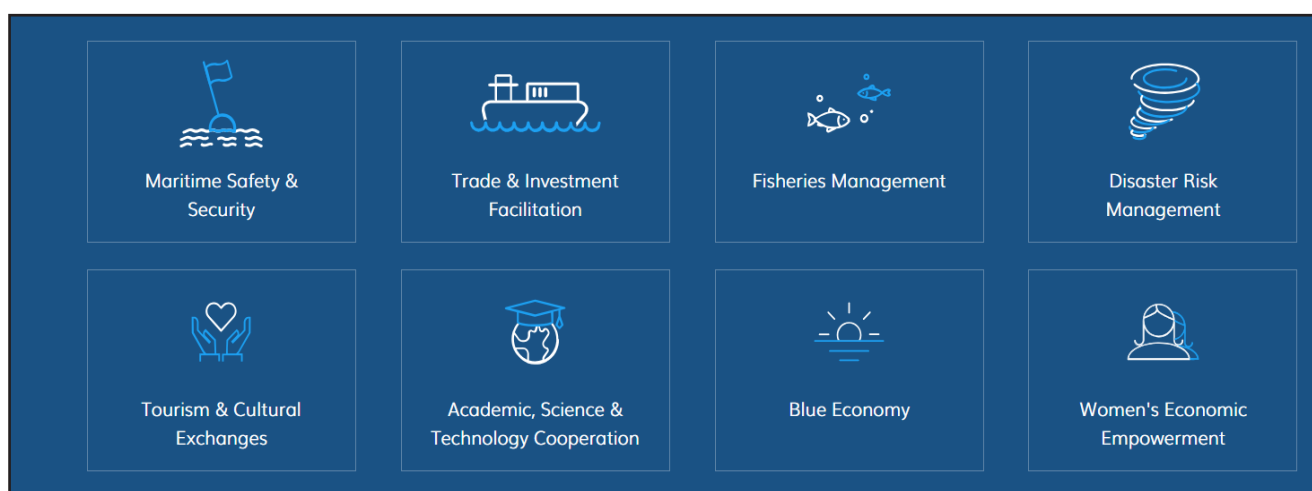 Maritime Safety &
Security
Trade & Investment
Facilitation
Fisheries Management
Disaster Risk
Management
Tourism & Cultural
Exchanges
Academic, Science &
Technology Cooperation
Blue Economy
Women's Economic
Empowerment